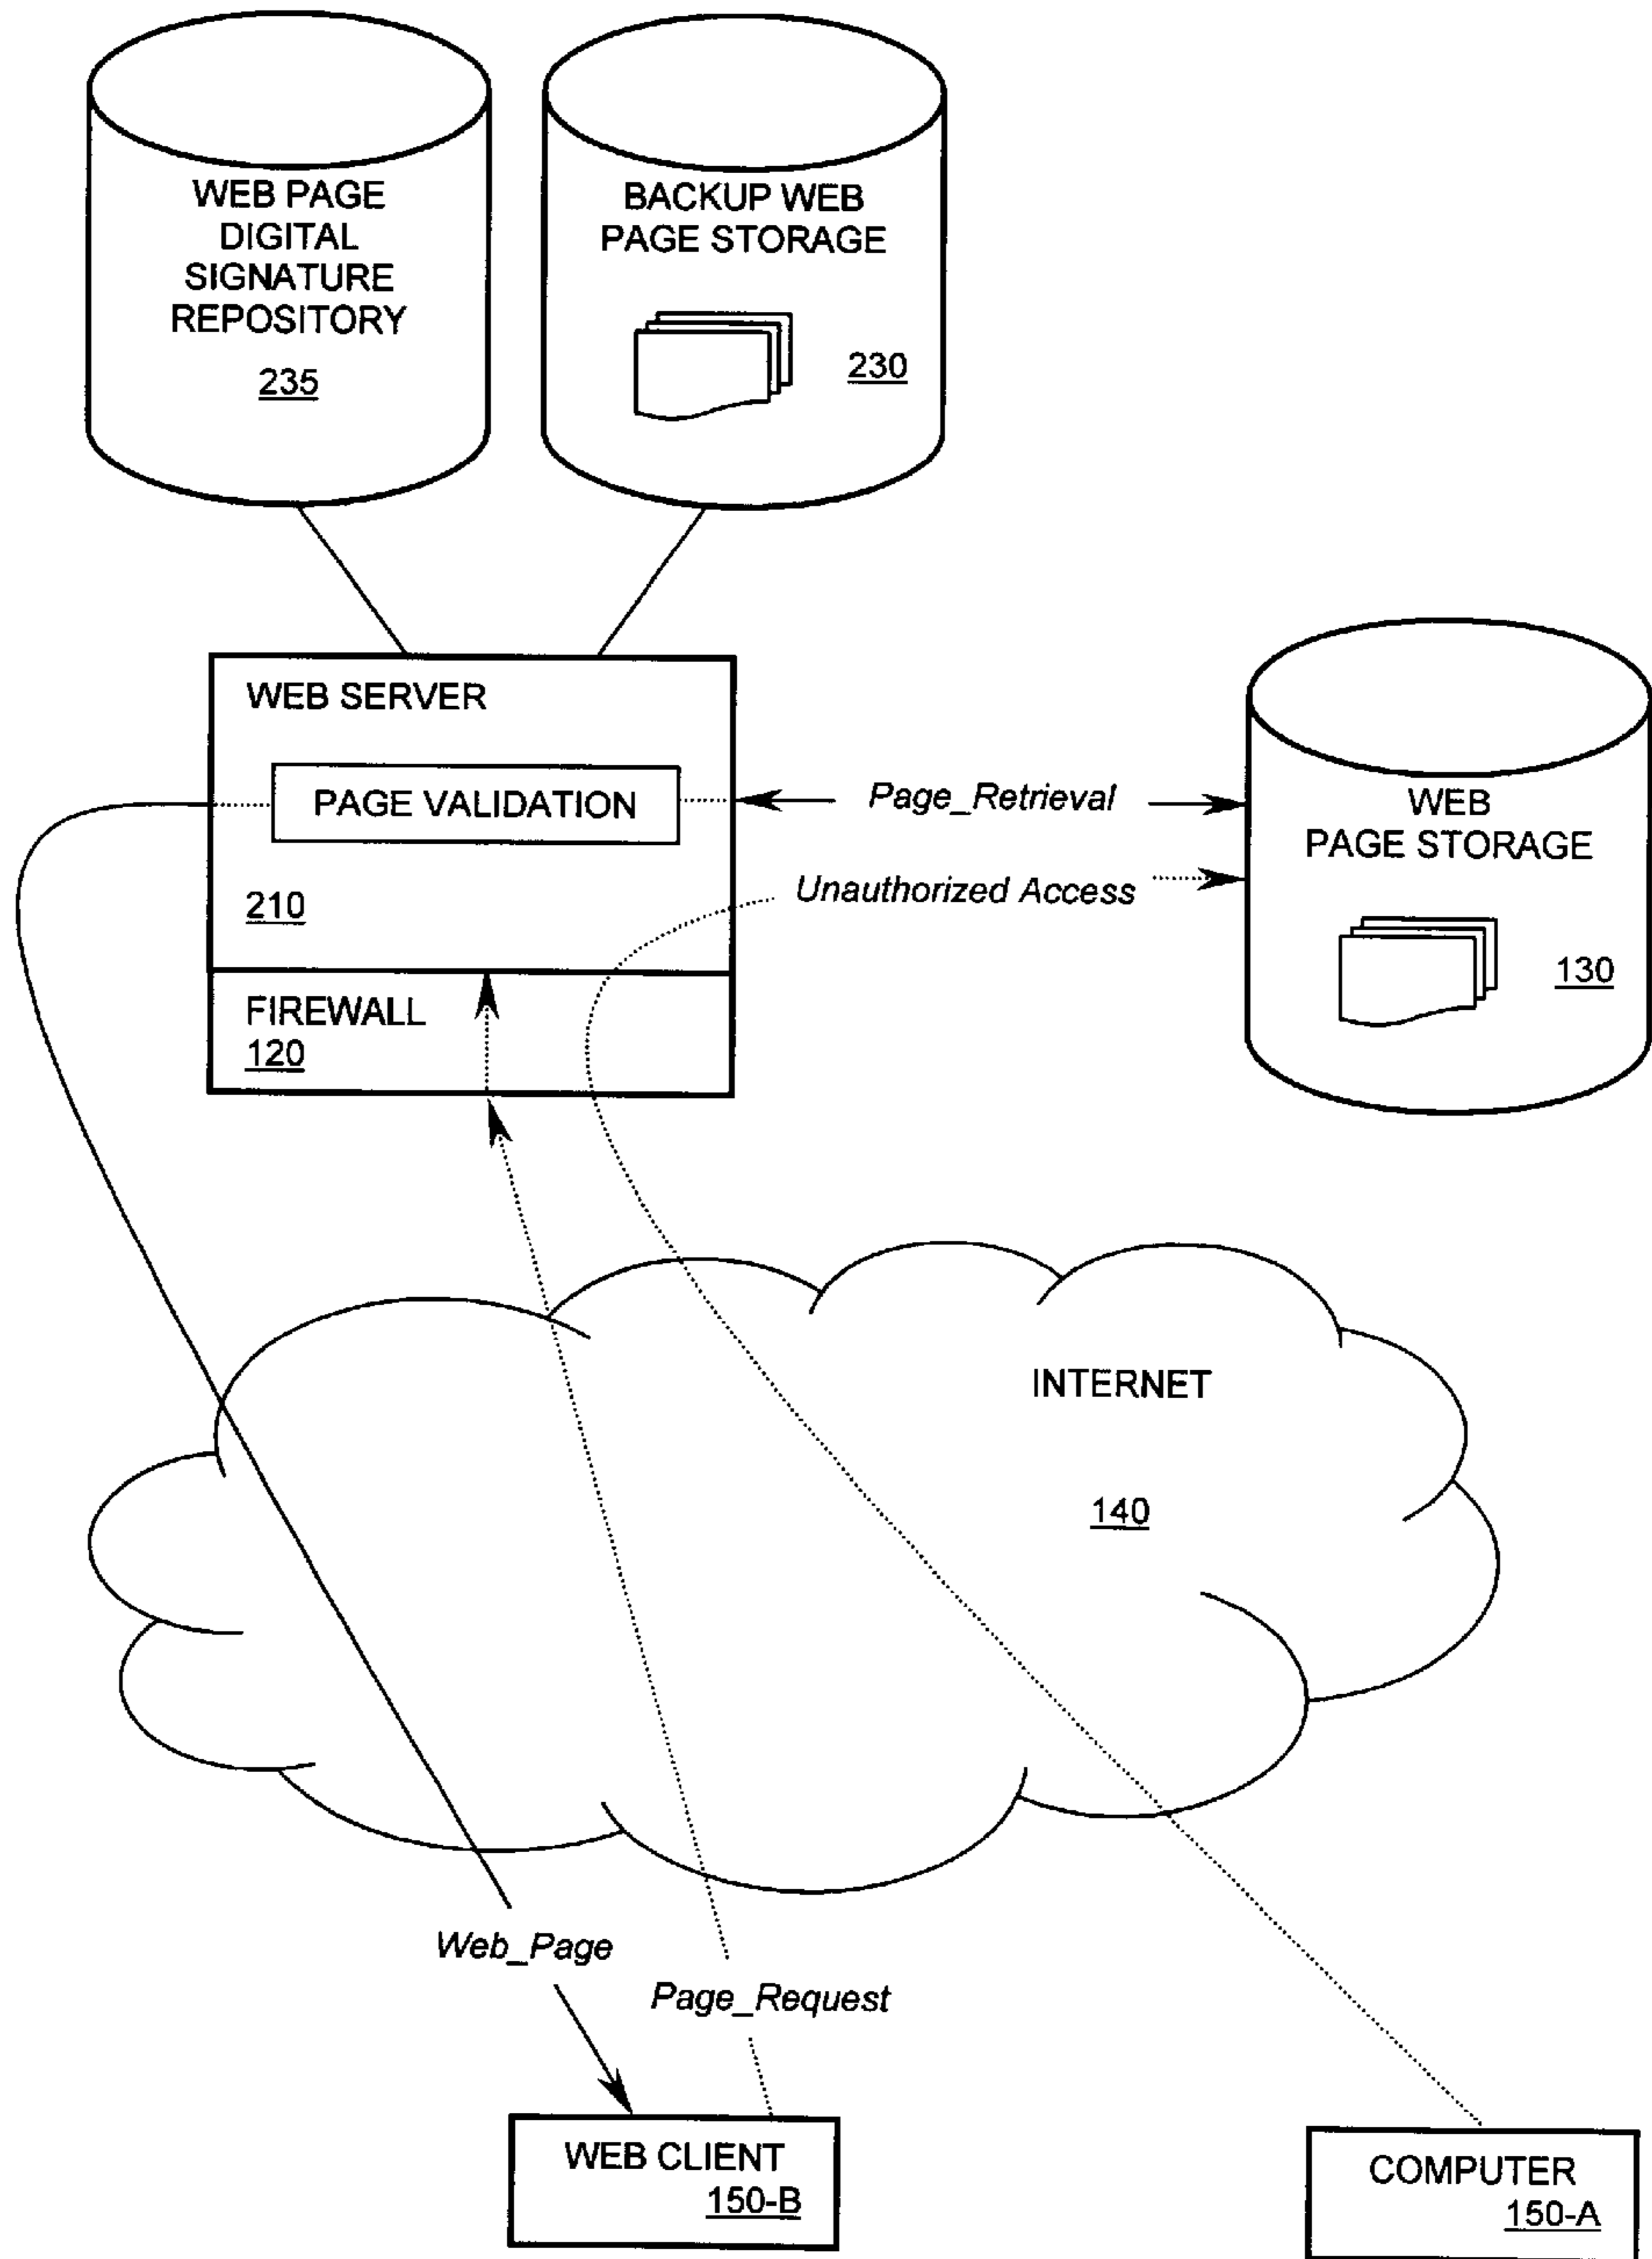 WEB PAGE
DIGITAL
SIGNATURE
REPOSITORY
235
BACKUP WEB
PAGE STORAGE
230
WEB SERVER
PAGE VALIDATION
210
FIREWALL
120
Page_Retrieval
Unauthorized Access
WEB
PAGE STORAGE
130
INTERNET
140
Web_Page
Page_Request
WEB CLIENT
150-B
COMPUTER
150-A